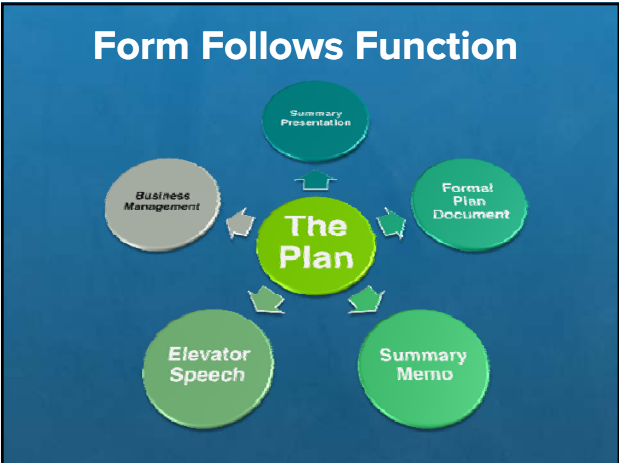 Form Follows Function
Summary
Presentation
Business
Management
Formal
Plan
Document
The
Plan
Elevator
Speech
Summary
Memo